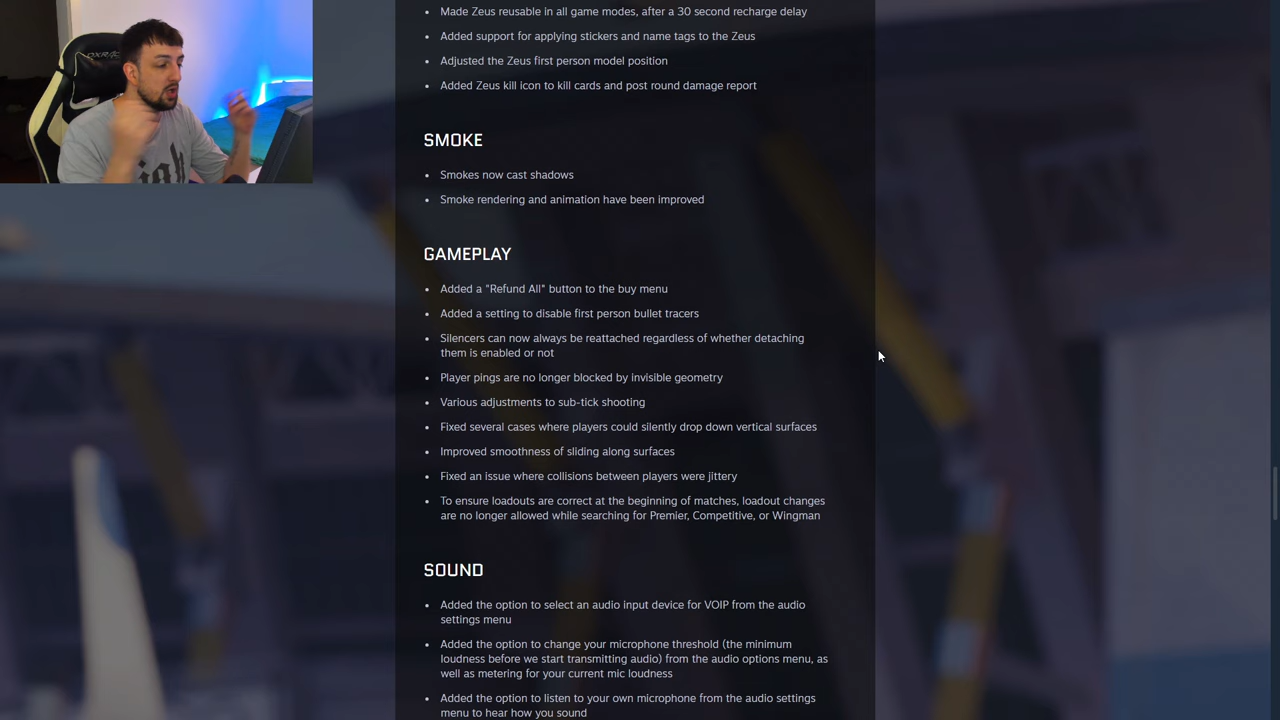 Made Zeus reusable in all game modes, after a 30 second recharge delay
Added support for applying stickers and name tags to the Zeus
Adjusted the Zeus first person model position
Added Zeus kill icon to kill cards and post round damage report
SMOKE
Smokes now cast shadows
Smoke rendering and animation have been improved
GAMEPLAY
Added a "Refund All" button to the buy menu
Added a setting to disable first person bullet tracers
Silencers can now always be reattached regardless of whether detaching
them is enabled or not
Player pings are no longer blocked by invisible geometry
Various adjustments to sub-tick shooting
Fixed several cases where players could silently drop down vertical surfaces
Improved smoothness of sliding along surfaces
Fixed an issue where collisions between players were jittery
To ensure loadouts are correct at the beginning of matches, loadout changes
are no longer allowed while searching for Premier, Competitive, or Wingman
SOUND
Added the option to select an audio input device for VOIP from the audio
settings menu
Added the option to change your microphone threshold (the minimum
loudness before we start transmitting audio) from the audio options menu, as
well as metering for your current mic loudness
Added the option to listen to your own microphone from the audio settings
menu to hear how you sound